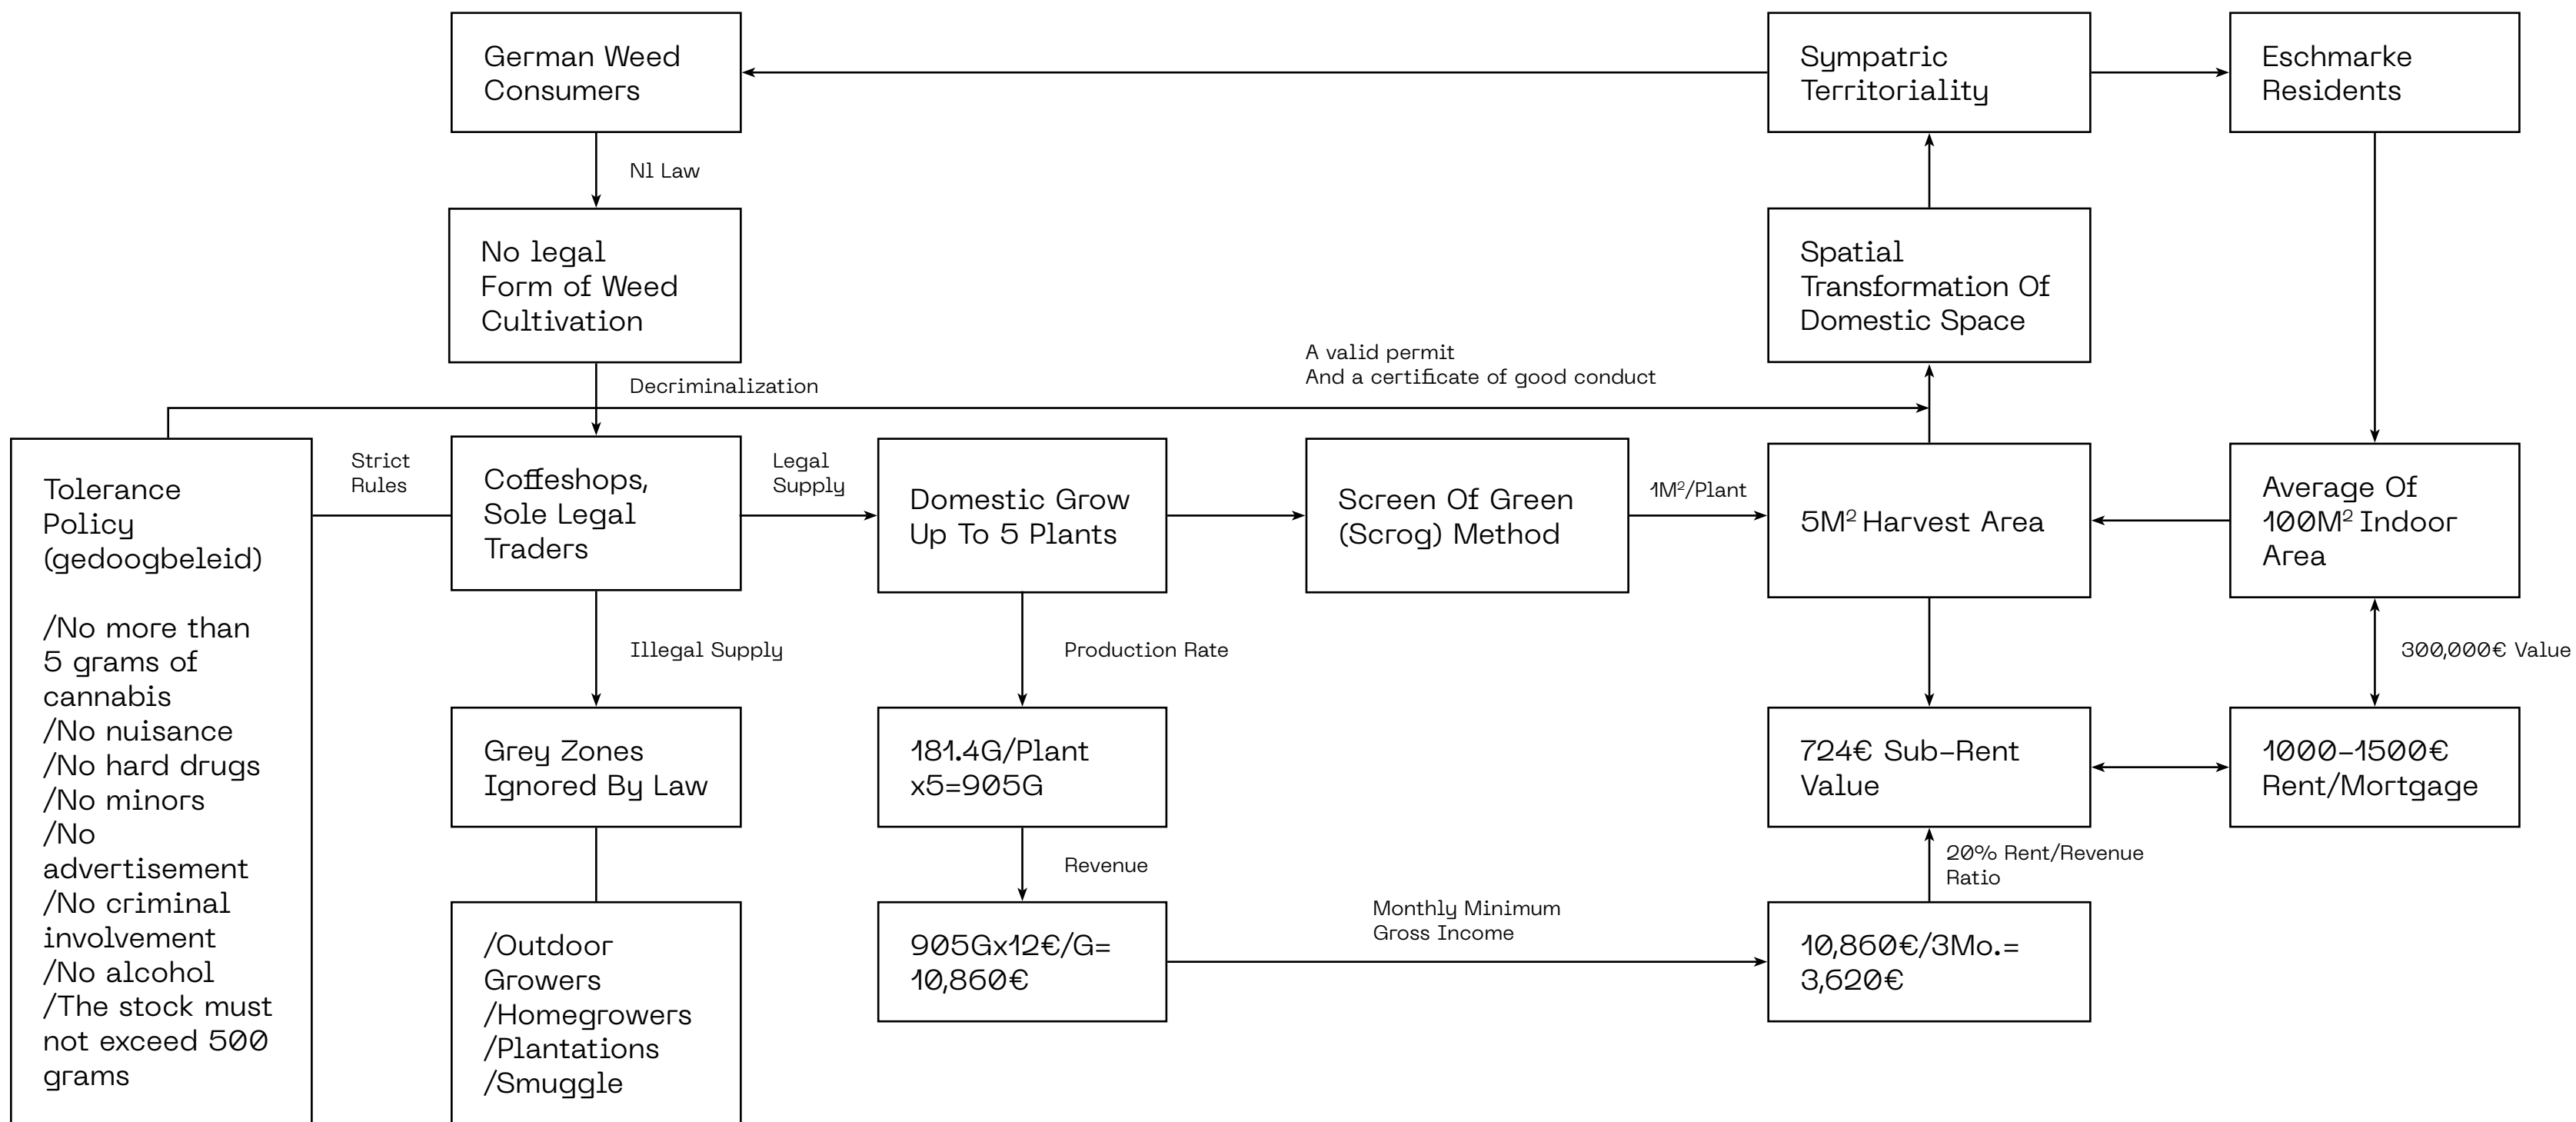 German Weed
Consumers
Sympatric
Territoriality
Eschmarke
Residents
Nl Law
No legal
Form of Weed
Cultivation
Spatial
Transformation Of
Domestic Space
Decriminalization
A valid permit
And a certificate of good conduct
Tolerance
Policy
(gedoogbeleid)
/No more than
5 grams of
cannabis
/No nuisance
/No hard drugs
/No minors
/No
advertisement
/No criminal
involvement
/No alcohol
/The stock must
not exceed 500
grams
Strict
Rules
Coffeshops,
Sole Legal
Traders
Legal
Supply
Domestic Grow
Up To 5 Plants
Screen Of Green
(Scrog) Method
1M²/Plant
5M² Harvest Area
Average Of
100M² Indoor
Area
Illegal Supply
Production Rate
300,000€ Value
Grey Zones
Ignored By Law
181.4G/Plant
x5=905G
724€ Sub-Rent
Value
1000-1500€
Rent/Mortgage
Revenue
20% Rent/Revenue
Ratio
/Outdoor
Growers
/Homegrowers
/Plantations
/Smuggle
905Gx12€/G=
10,860€
Monthly Minimum
Gross Income
10,860€/3Mo.=
3,620€